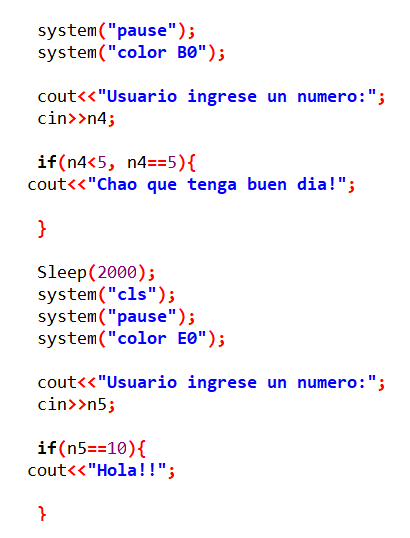 system("pause");
system("color B0");
cout<<"Usuario ingrese un numero:";
cin>>n4;
if(n4<5, n4==5){
cout<<"Chao que tenga buen dia!";
}
Sleep(2000);
system("cls");
system("pause");
system("color E0");
cout<<"Usuario ingrese un numero:";
cin>>n5;
if(n5==10){
cout<<"Hola!!";
}